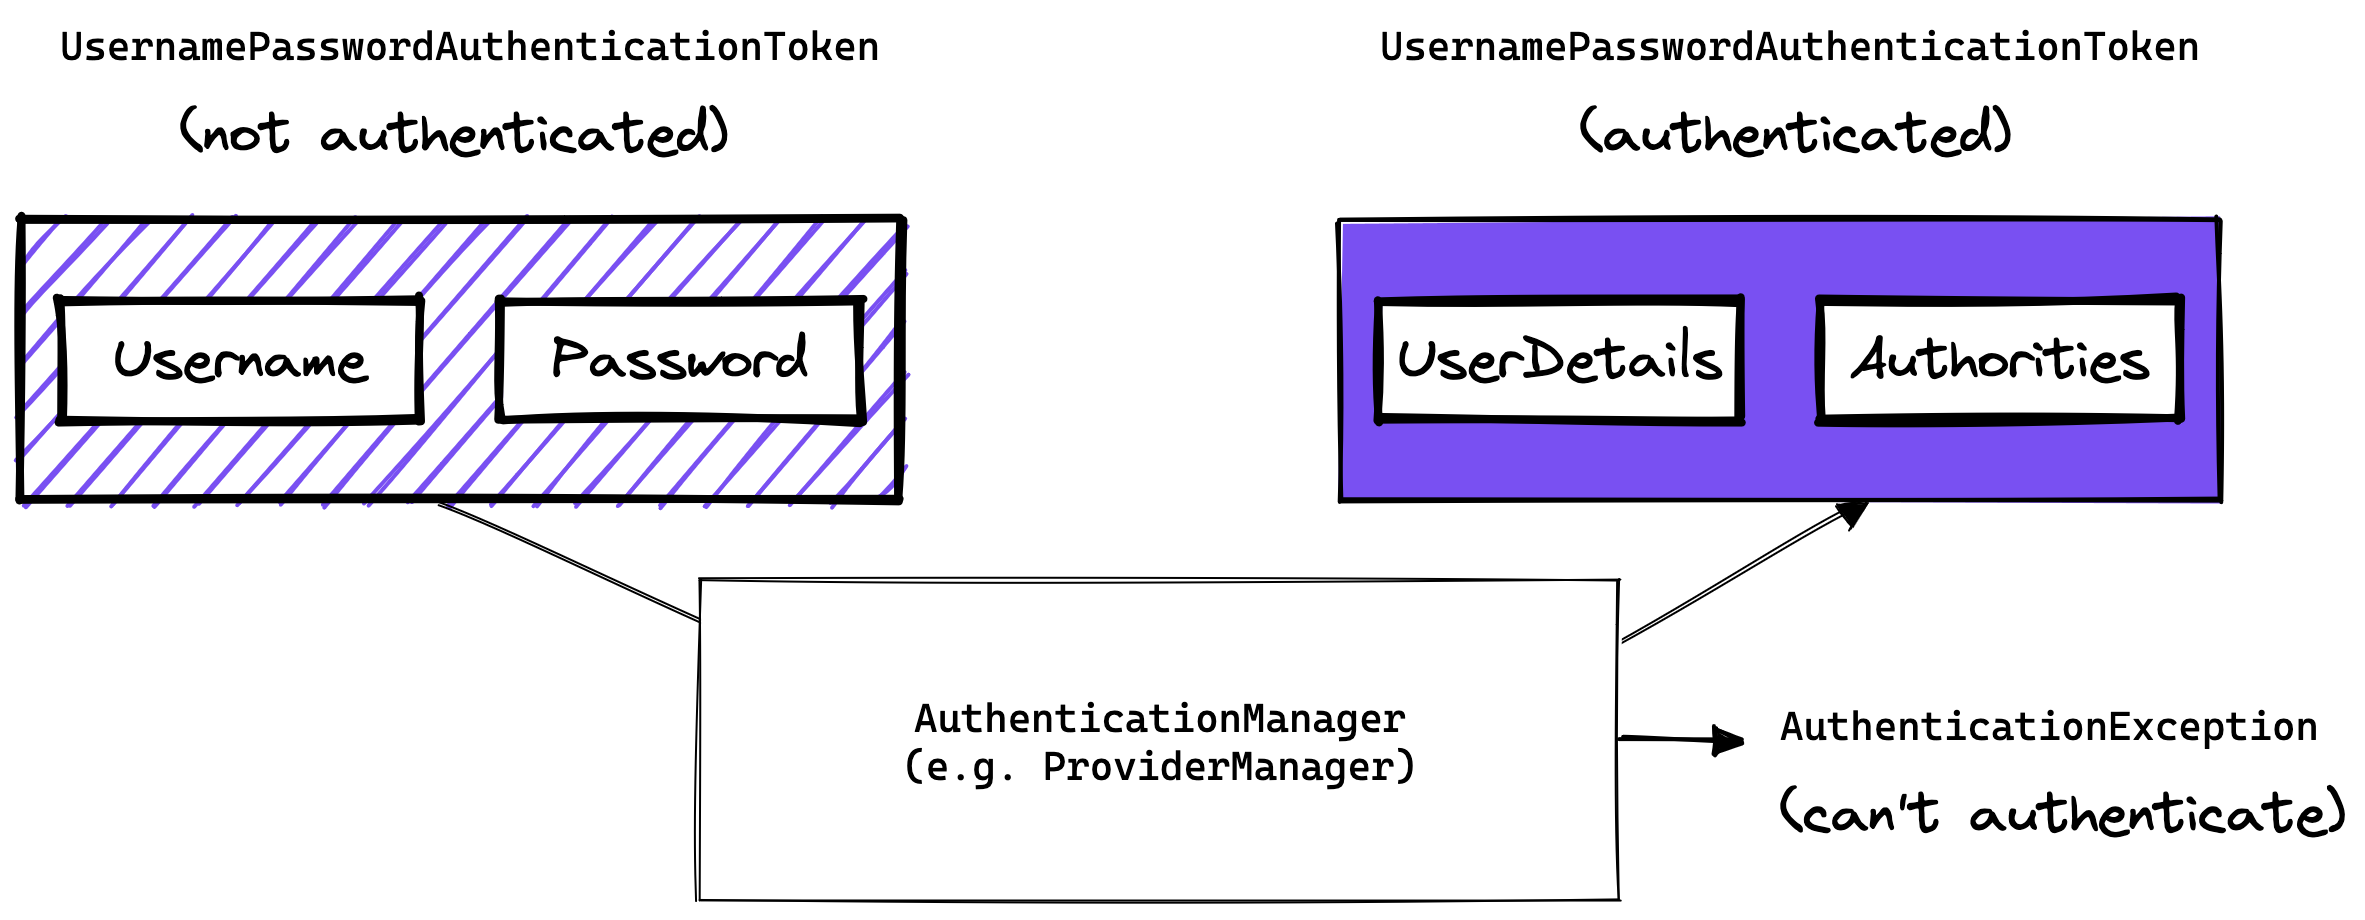 UsernamePasswordAuthenticationToken
(not authenticated)
Username
Password
UsernamePasswordAuthenticationToken
(authenticated)
UserDetails
Authorities
AuthenticationManager
(e.g. ProviderManager)
AuthenticationException
(can't authenticate)